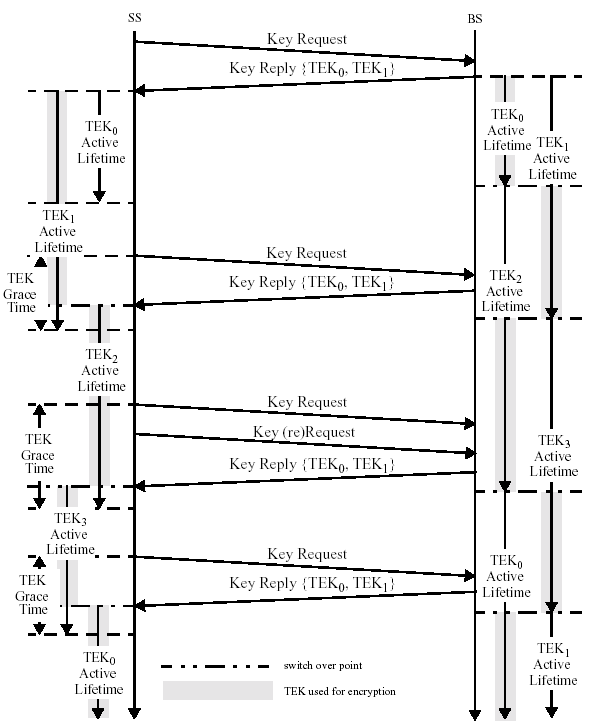 SS
BS
Key Request
Key Reply {TEK0, TEK1}
TEK0
Active
Lifetime
TEK0
Active
Lifetime
TEK1
Active
Lifetime
TEK1
Active
Lifetime
Key Request
TEK
Grace
Time
Key Reply {TEK0, TEK1}
TEK2
Active
Lifetime
TEK2
Active
Lifetime
Key Request
Key (re)Request
TEK
Grace
Time
Key Reply {TEK0, TEK1}
TEK3
Active
Lifetime
TEK3
Active
Lifetime
Key Request
TEK
Grace
Time
Key Reply {TEK0, TEK1}
TEK0
Active
Lifetime
TEK0
Active
Lifetime
TEK1
Active
Lifetime
switch over point
TEK used for encryption